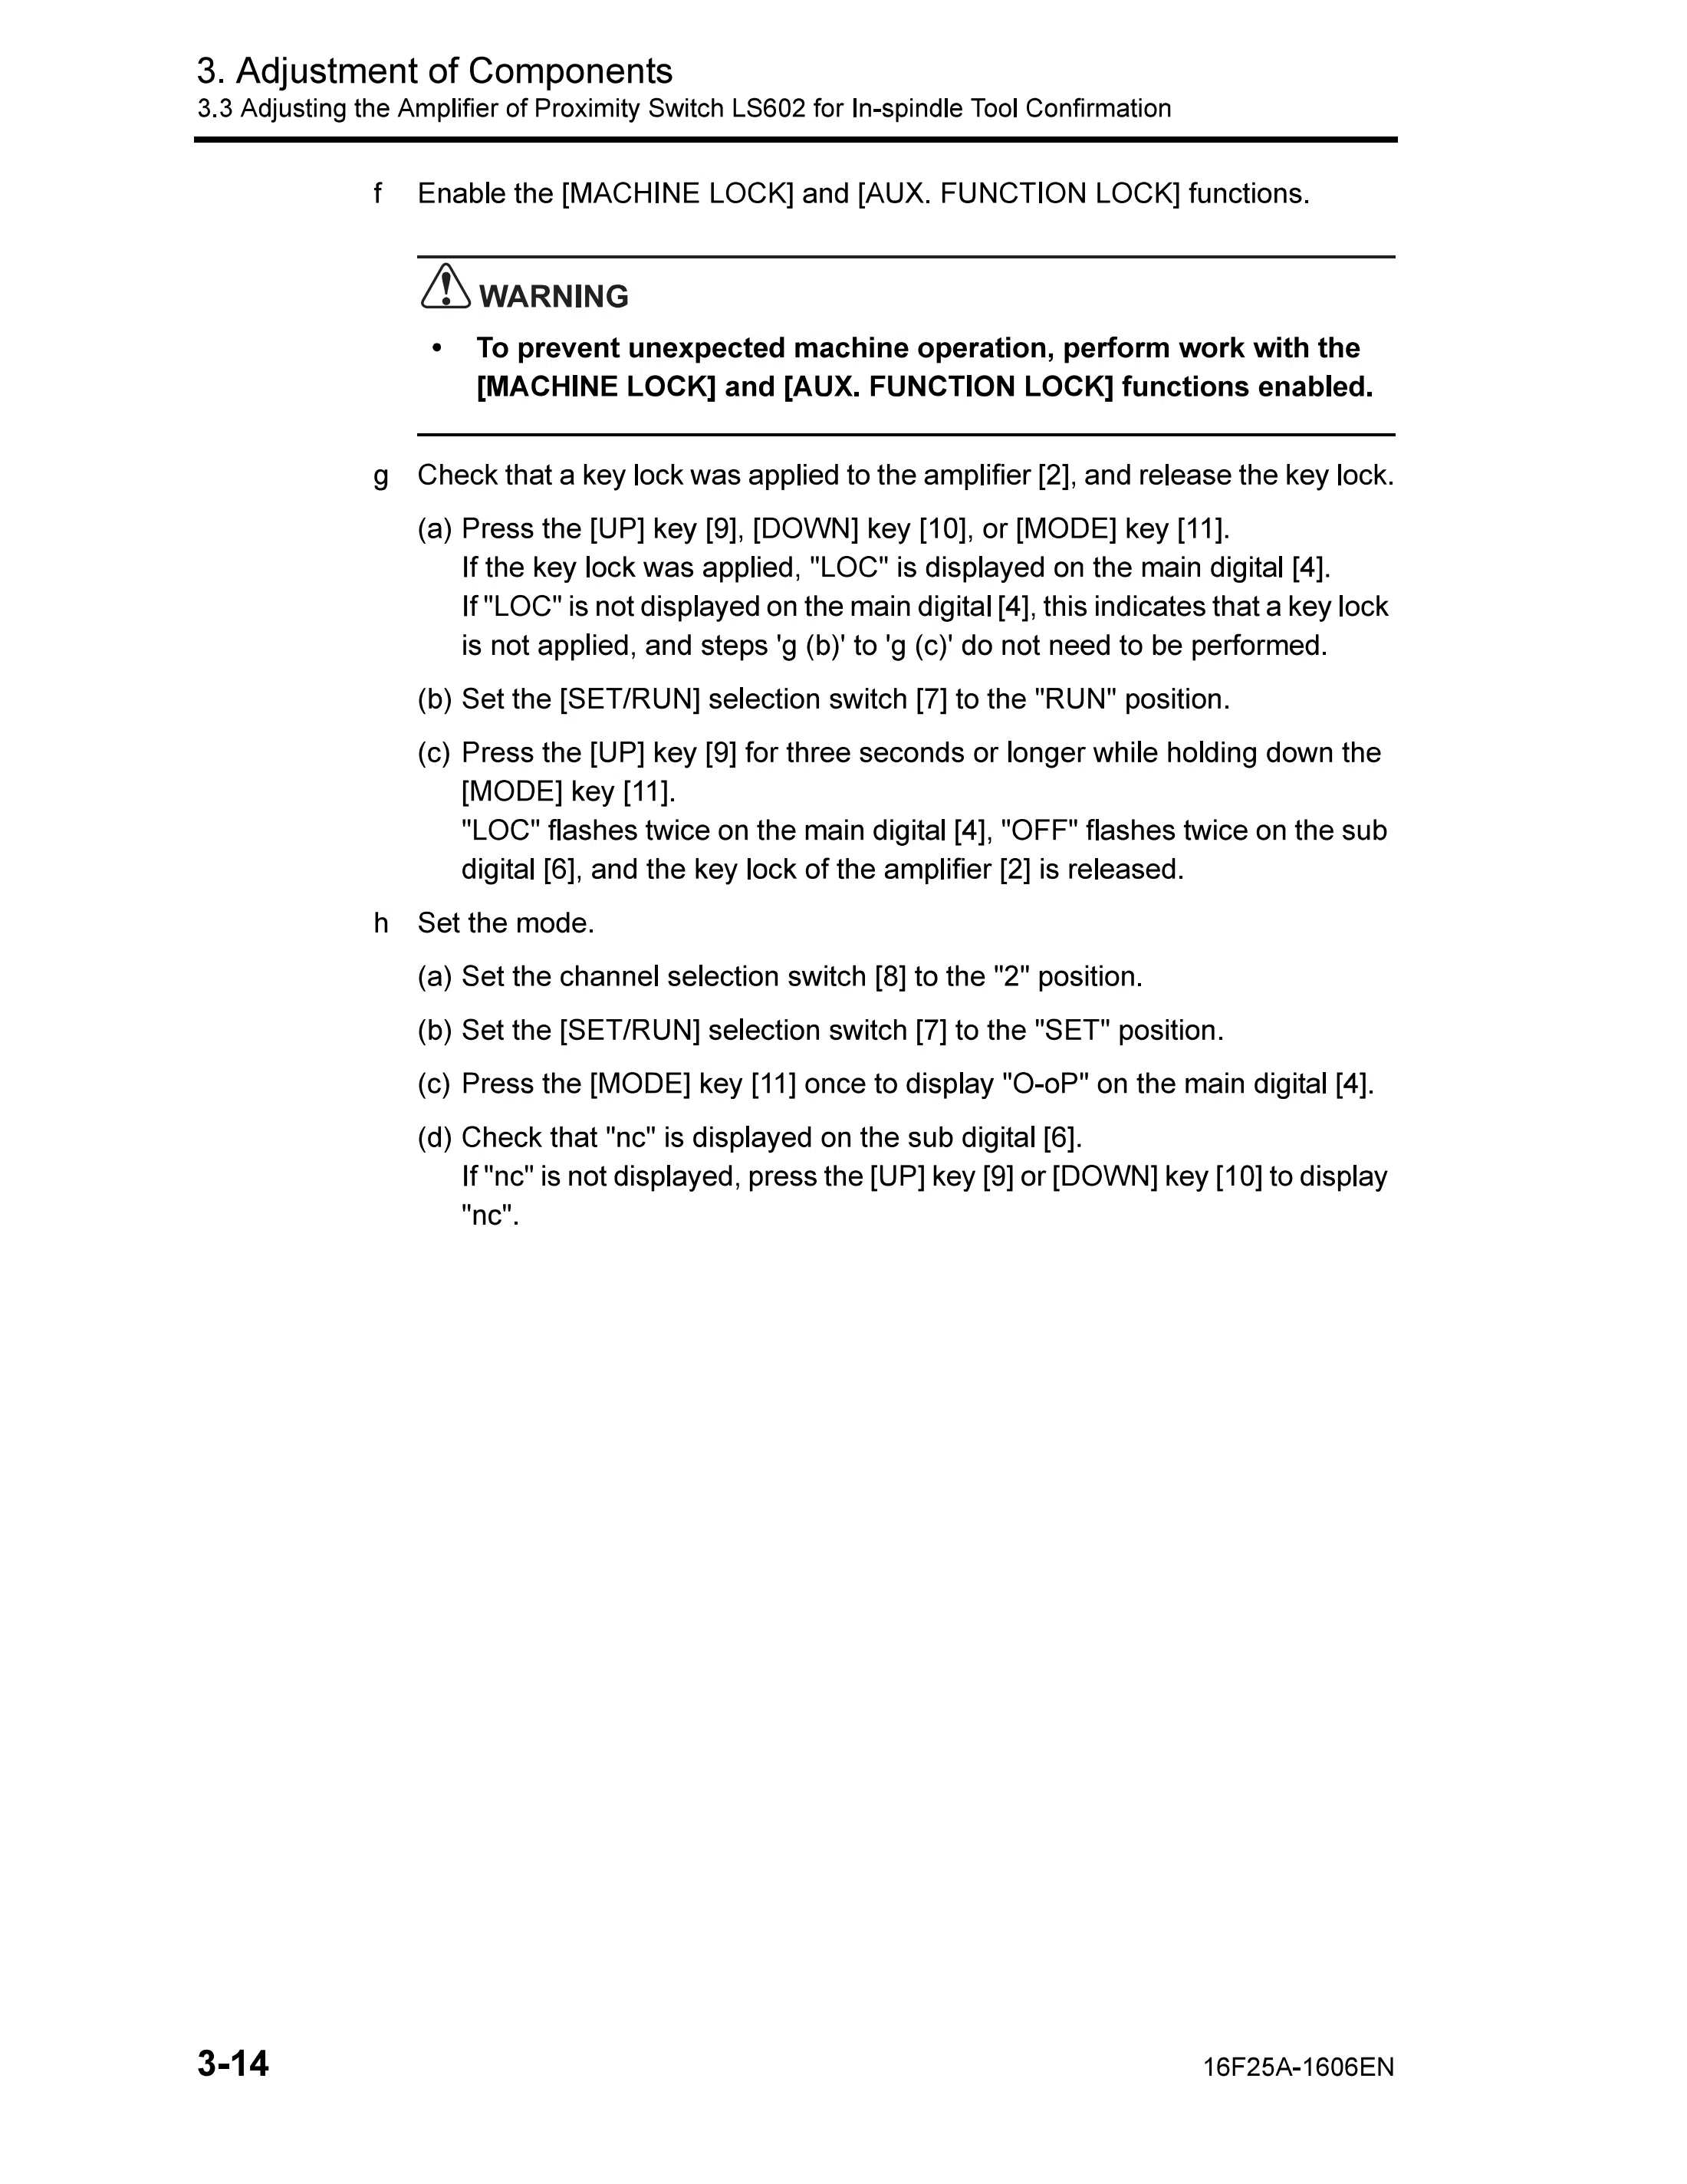 3. Adjustment of Components
3.3 Adjusting the Amplifier of Proximity Switch LS602 for In-spindle Tool Confirmation
f Enable the [MACHINE LOCK] and [AUX. FUNCTION LOCK] functions.
WARNING
• To prevent unexpected machine operation, perform work with the
[MACHINE LOCK] and [AUX. FUNCTION LOCK] functions enabled.
g Check that a key lock was applied to the amplifier [2], and release the key lock.
(a) Press the [UP] key [9], [DOWN] key [10], or [MODE] key [11].
If the key lock was applied, "LOC" is displayed on the main digital [4].
If "LOC" is not displayed on the main digital [4], this indicates that a key lock
is not applied, and steps 'g (b)' to 'g (c)' do not need to be performed.
(b) Set the [SET/RUN] selection switch [7] to the "RUN" position.
(c) Press the [UP] key [9] for three seconds or longer while holding down the
[MODE] key [11].
"LOC" flashes twice on the main digital [4], "OFF" flashes twice on the sub
digital [6], and the key lock of the amplifier [2] is released.
h Set the mode.
(a) Set the channel selection switch [8] to the "2" position.
(b) Set the [SET/RUN] selection switch [7] to the "SET" position.
(c) Press the [MODE] key [11] once to display "O-oP" on the main digital [4].
(d) Check that "nc" is displayed on the sub digital [6].
If "nc" is not displayed, press the [UP] key [9] or [DOWN] key [10] to display
"nc".
3-14
16F25A-1606EN